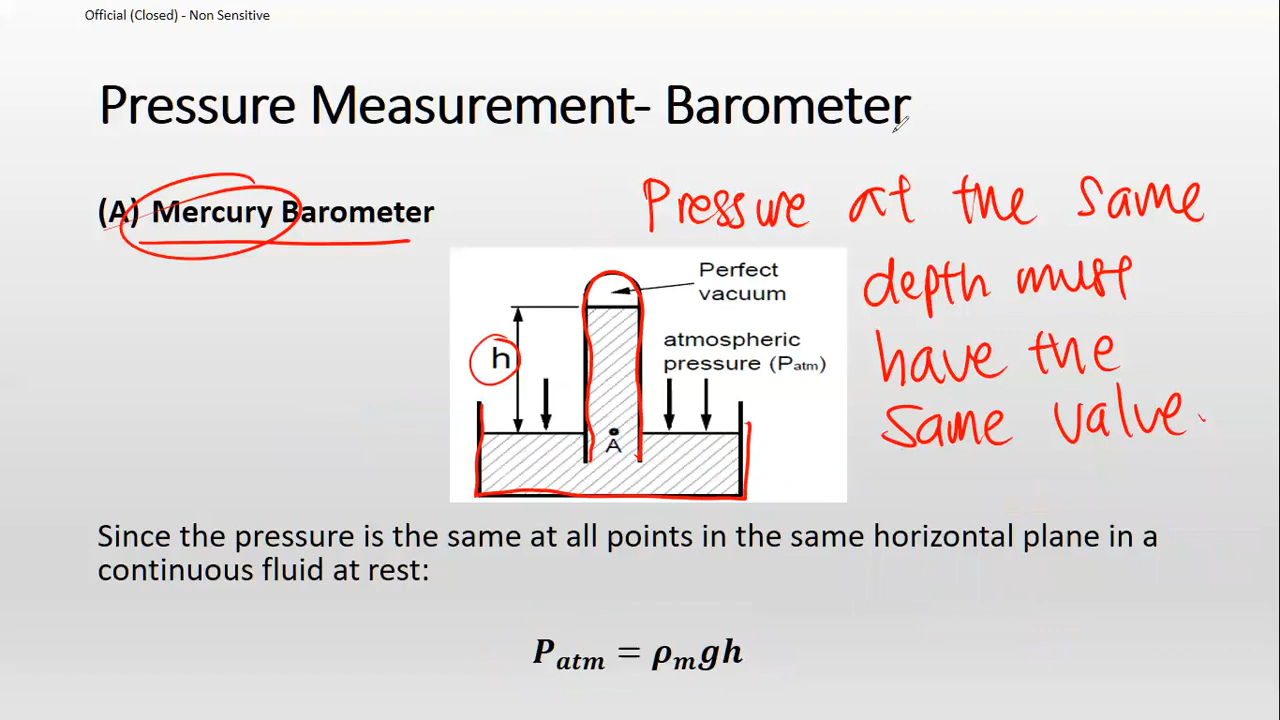 Official (Closed) - Non Sensitive
Pressure Measurement- Barometer
(A) Mercury Barometer
Pressure at the same
depth must
have the
same value.
Perfect
vacuum
h
atmospheric
pressure (Patm)
A
Since the pressure is the same at all points in the same horizontal plane in a
continuous fluid at rest:
Patm = ρmgh